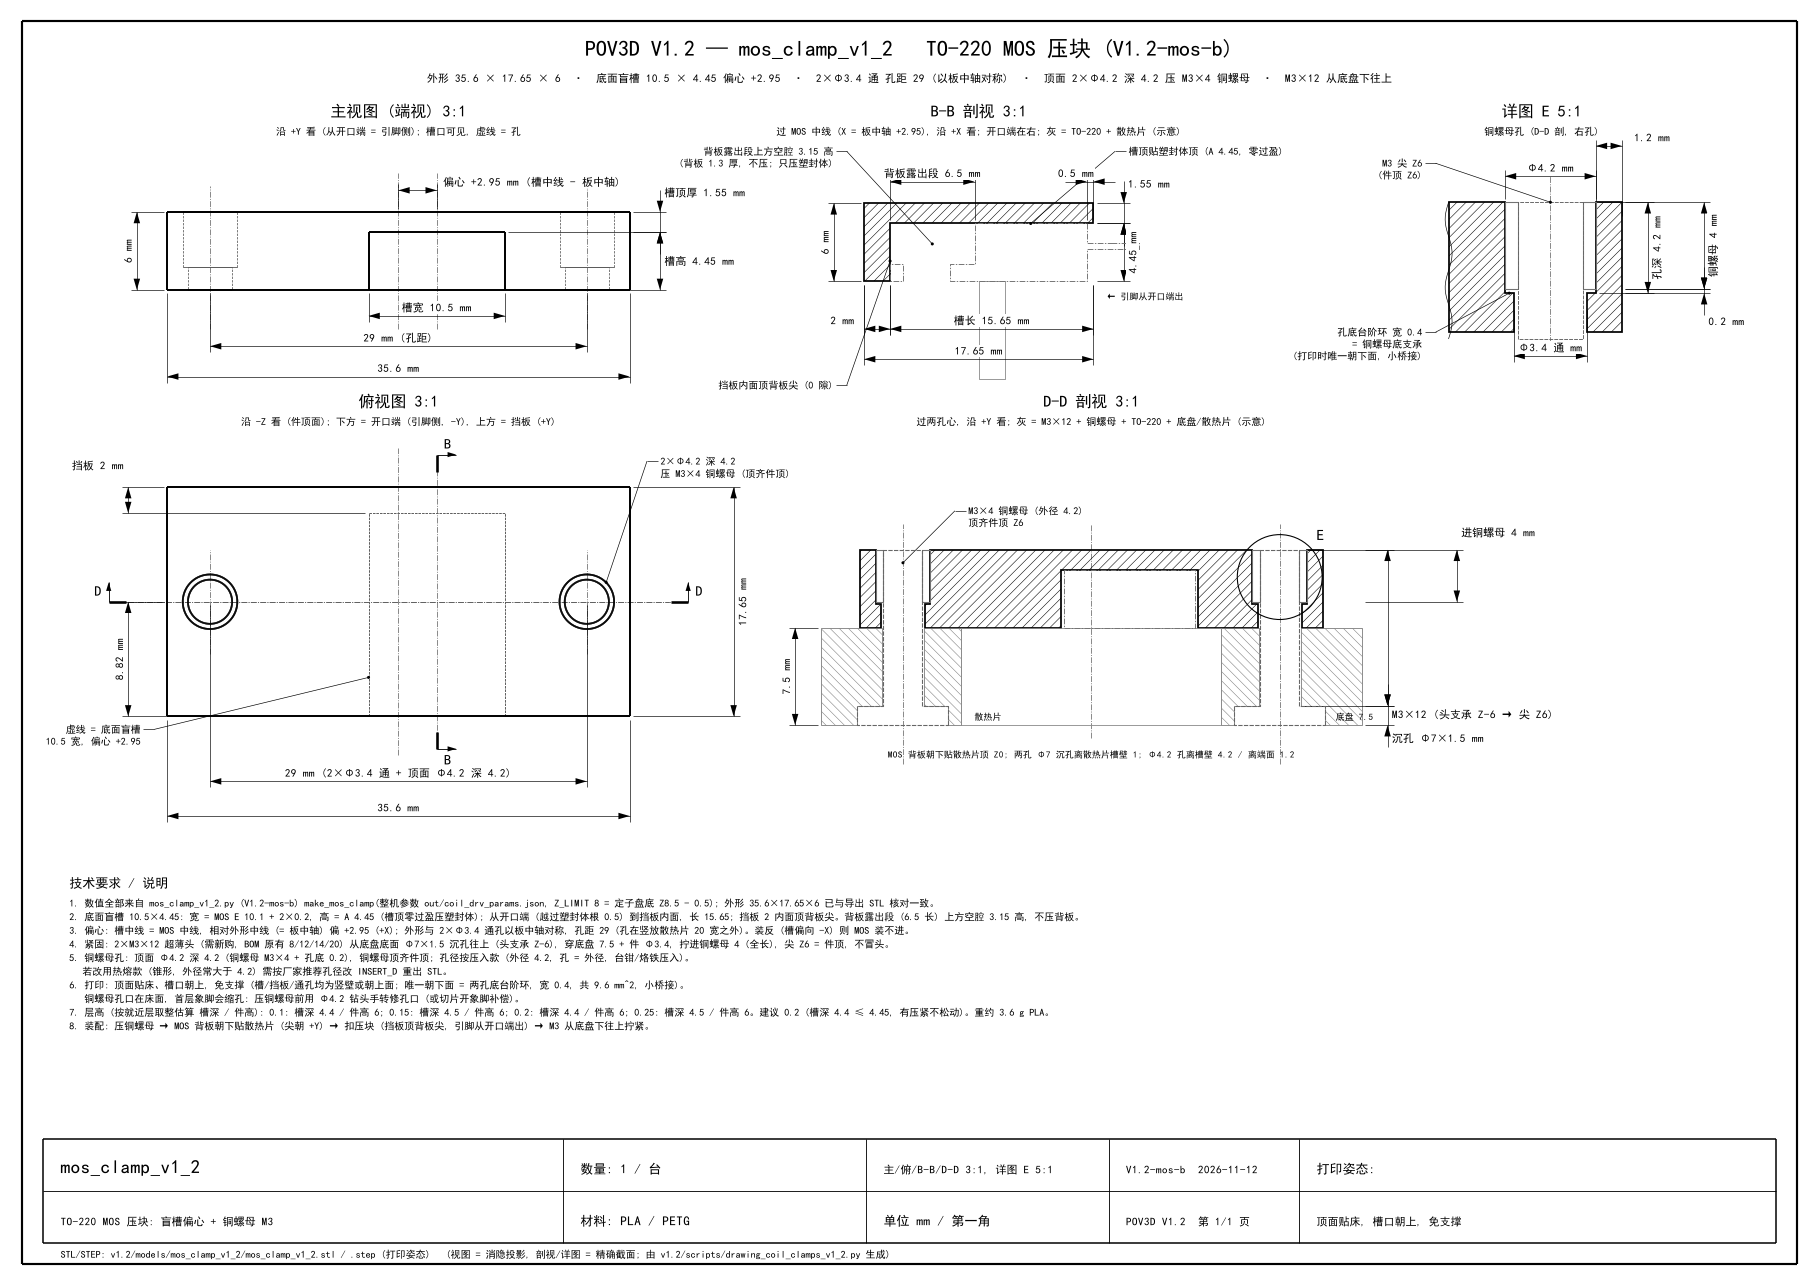 POV3D V1.2 — mos_clamp_v1_2 TO-220 MOS 压块 (V1.2-mos-b)
外形 35.6 × 17.65 × 6 · 底面盲槽 10.5 × 4.45 偏心 +2.95 · 2×Φ3.4 通 孔距 29 (以板中轴对称) · 顶面 2×Φ4.2 深 4.2 压 M3×4 铜螺母 · M3×12 从底盘下往上
主视图 (端视) 3:1
沿 +Y 看 (从开口端 = 引脚侧); 槽口可见, 虚线 = 孔
偏心 +2.95 mm (槽中线 - 板中轴)
槽顶厚 1.55 mm
6 mm
槽高 4.45 mm
槽宽 10.5 mm
29 mm (孔距)
35.6 mm
B-B 剖视 3:1
过 MOS 中线 (X = 板中轴 +2.95), 沿 +X 看; 开口端在右; 灰 = TO-220 + 散热片 (示意)
背板露出段上方空腔 3.15 高
(背板 1.3 厚, 不压; 只压塑封体)
槽顶贴塑封体顶 (A 4.45, 零过盈)
背板露出段 6.5 mm
0.5 mm
1.55 mm
6 mm
4.45 mm
← 引脚从开口端出
2 mm
槽长 15.65 mm
17.65 mm
挡板内面顶背板尖 (0 隙)
详图 E 5:1
铜螺母孔 (D-D 剖, 右孔)
1.2 mm
M3 尖 Z6
(件顶 Z6)
Φ4.2 mm
孔深 4.2 mm
铜螺母 4 mm
0.2 mm
孔底台阶环 宽 0.4
= 铜螺母底支承
(打印时唯一朝下面, 小桥接)
Φ3.4 通 mm
俯视图 3:1
沿 -Z 看 (件顶面); 下方 = 开口端 (引脚侧, -Y), 上方 = 挡板 (+Y)
B
挡板 2 mm
2×Φ4.2 深 4.2
压 M3×4 铜螺母 (顶齐件顶)
D
D
8.82 mm
17.65 mm
虚线 = 底面盲槽
10.5 宽, 偏心 +2.95
B
29 mm (2×Φ3.4 通 + 顶面 Φ4.2 深 4.2)
35.6 mm
D-D 剖视 3:1
过两孔心, 沿 +Y 看; 灰 = M3×12 + 铜螺母 + TO-220 + 底盘/散热片 (示意)
M3×4 铜螺母 (外径 4.2)
顶齐件顶 Z6
E
进铜螺母 4 mm
7.5 mm
散热片
底盘 7.5
M3×12 (头支承 Z-6 → 尖 Z6)
沉孔 Φ7×1.5 mm
MOS 背板朝下贴散热片顶 Z0; 两孔 Φ7 沉孔离散热片槽壁 1; Φ4.2 孔离槽壁 4.2 / 离端面 1.2
技术要求 / 说明
1. 数值全部来自 mos_clamp_v1_2.py (V1.2-mos-b) make_mos_clamp(整机参数 out/coil_drv_params.json, Z_LIMIT 8 = 定子盘底 Z8.5 - 0.5); 外形 35.6×17.65×6 已与导出 STL 核对一致。
2. 底面盲槽 10.5×4.45: 宽 = MOS E 10.1 + 2×0.2, 高 = A 4.45 (槽顶零过盈压塑封体); 从开口端 (越过塑封体根 0.5) 到挡板内面, 长 15.65; 挡板 2 内面顶背板尖。背板露出段 (6.5 长) 上方空腔 3.15 高, 不压背板。
3. 偏心: 槽中线 = MOS 中线, 相对外形中线 (= 板中轴) 偏 +2.95 (+X); 外形与 2×Φ3.4 通孔以板中轴对称, 孔距 29 (孔在竖放散热片 20 宽之外)。装反 (槽偏向 -X) 则 MOS 装不进。
4. 紧固: 2×M3×12 超薄头 (需新购, BOM 原有 8/12/14/20) 从底盘底面 Φ7×1.5 沉孔往上 (头支承 Z-6), 穿底盘 7.5 + 件 Φ3.4, 拧进铜螺母 4 (全长), 尖 Z6 = 件顶, 不冒头。
5. 铜螺母孔: 顶面 Φ4.2 深 4.2 (铜螺母 M3×4 + 孔底 0.2), 铜螺母顶齐件顶; 孔径按压入款 (外径 4.2, 孔 = 外径, 台钳/烙铁压入)。
若改用热熔款 (锥形, 外径常大于 4.2) 需按厂家推荐孔径改 INSERT_D 重出 STL。
6. 打印: 顶面贴床、槽口朝上, 免支撑 (槽/挡板/通孔均为竖壁或朝上面; 唯一朝下面 = 两孔底台阶环, 宽 0.4, 共 9.6 mm^2, 小桥接)。
铜螺母孔口在床面, 首层象脚会缩孔: 压铜螺母前用 Φ4.2 钻头手转修孔口 (或切片开象脚补偿)。
7. 层高 (按就近层取整估算 槽深 / 件高): 0.1: 槽深 4.4 / 件高 6; 0.15: 槽深 4.5 / 件高 6; 0.2: 槽深 4.4 / 件高 6; 0.25: 槽深 4.5 / 件高 6。建议 0.2 (槽深 4.4 ≤ 4.45, 有压紧不松动)。重约 3.6 g PLA。
8. 装配: 压铜螺母 → MOS 背板朝下贴散热片 (尖朝 +Y) → 扣压块 (挡板顶背板尖, 引脚从开口端出) → M3 从底盘下往上拧紧。
mos_clamp_v1_2
数量: 1 / 台
主/俯/B-B/D-D 3:1, 详图 E 5:1
V1.2-mos-b 2026-11-12
打印姿态:
TO-220 MOS 压块: 盲槽偏心 + 铜螺母 M3
材料: PLA / PETG
单位 mm / 第一角
POV3D V1.2 第 1/1 页
顶面贴床, 槽口朝上, 免支撑
STL/STEP: v1.2/models/mos_clamp_v1_2/mos_clamp_v1_2.stl / .step (打印姿态) (视图 = 消隐投影, 剖视/详图 = 精确截面; 由 v1.2/scripts/drawing_coil_clamps_v1_2.py 生成)